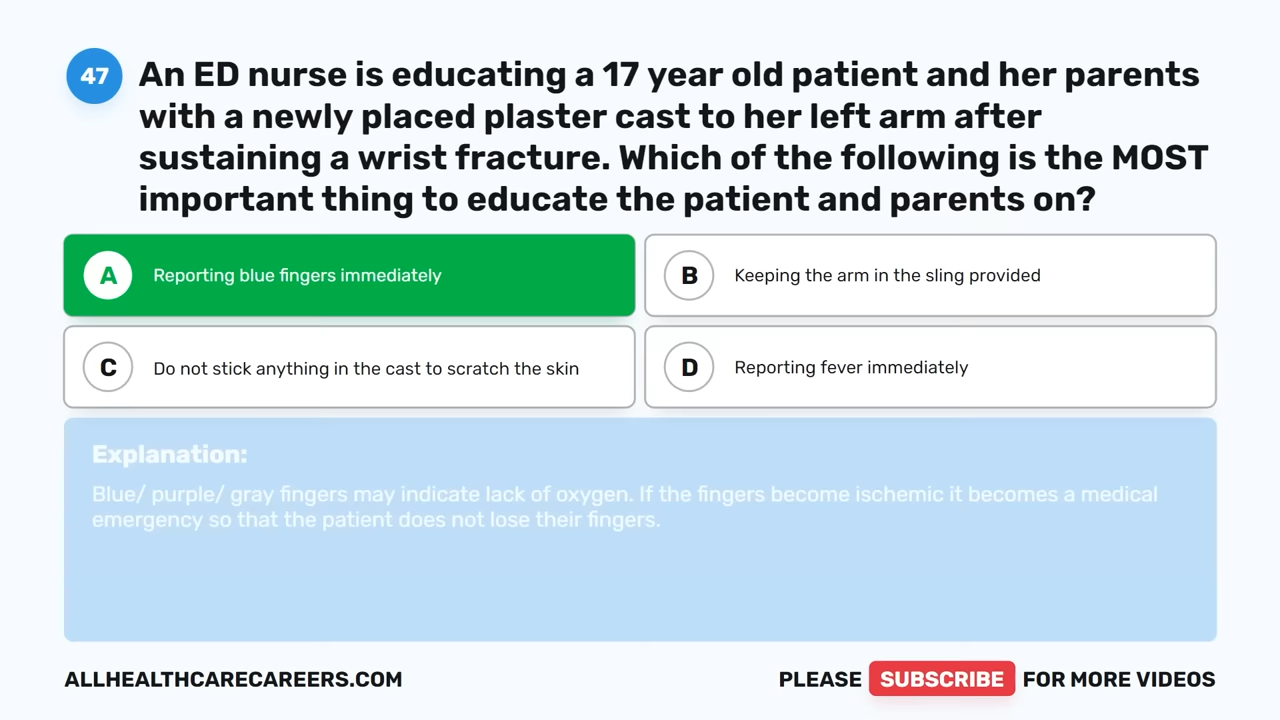 47
An ED nurse is educating a 17 year old patient and her parents
with a newly placed plaster cast to her left arm after
sustaining a wrist fracture. Which of the following is the MOST
important thing to educate the patient and parents on?
A Reporting blue fingers immediately
B Keeping the arm in the sling provided
C Do not stick anything in the cast to scratch the skin
D Reporting fever immediately
Explanation:
Blue/ purple/ gray fingers may indicate lack of oxygen. If the fingers become ischemic it becomes a medical
emergency so that the patient does not lose their fingers.
ALLHEALTHCARECAREERS.COM
PLEASE SUBSCRIBE FOR MORE VIDEOS